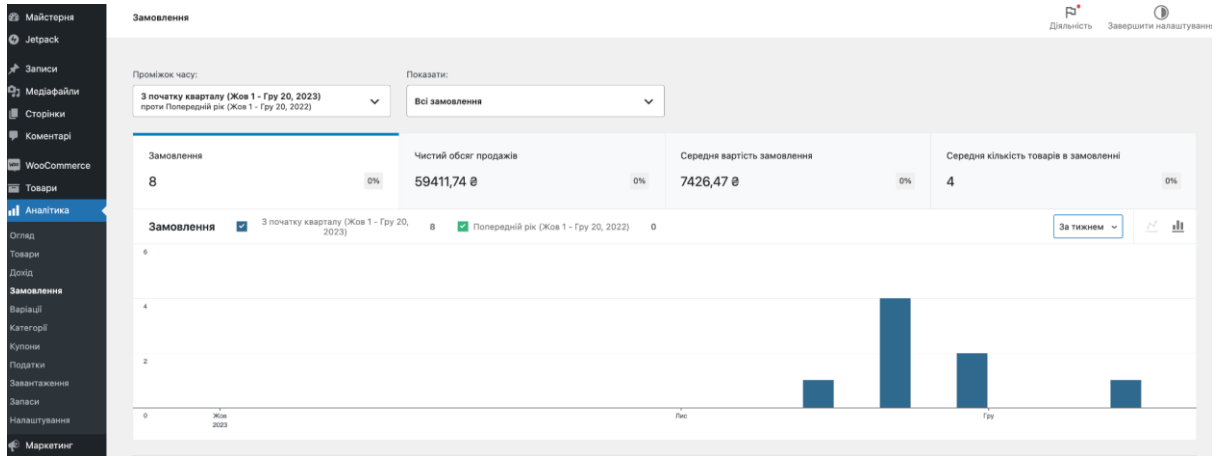 Майстерня
Jetpack
Записи
Медіафайли
Сторінки
Коментарі
WooCommerce
Товари
Аналітика
Огляд
Товари
Дохід
Замовлення
Варіації
Категорії
Купони
Податки
Завантаження
Запаси
Налаштування
Маркетинг
Замовлення
Діяльність
Завершити налаштуванн
Проміжок часу:
З початку кварталу (Жов 1 - Гру 20, 2023)
проти Попередній рік (Жов 1 - Гру 20, 2022)
Показати:
Всі замовлення
Замовлення
8 0%
Чистий обсяг продажів
59411,74 ₴ 0%
Середня вартість замовлення
7426,47 ₴ 0%
Середня кількість товарів в замовленні
4 0%
Замовлення
З початку кварталу (Жов 1 - Гру 20,
2023)
8
Попередній рік (Жов 1 - Гру 20, 2022) 0
За тижнем
6
4
2
0
Жов
2023
Лис
Гру